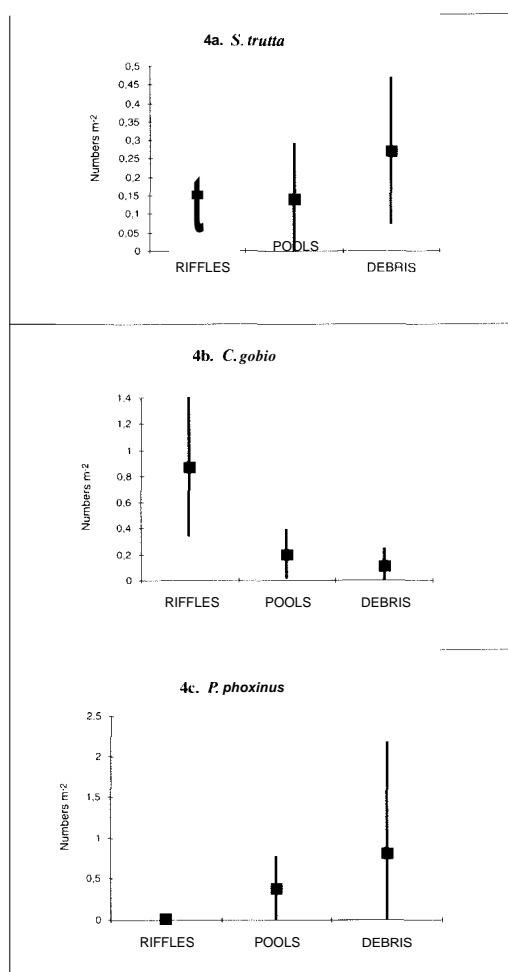 4a. S. trutta
Numbers m-2
0,5
0,45
0,4
0,35
0,3
0,25
0,2
0,15
0,1
0,05
0
RIFFLES
POOLS
DEBRIS
4b. C. gobio
Numbers m-2
1,4
1,2
1
0,8
0,6
0,4
0,2
0
RIFFLES
POOLS
DEBRIS
4c. P. phoxinus
Numbers m-2
2.5
2
1,5
1
0,5
0
RIFFLES
POOLS
DEBRIS